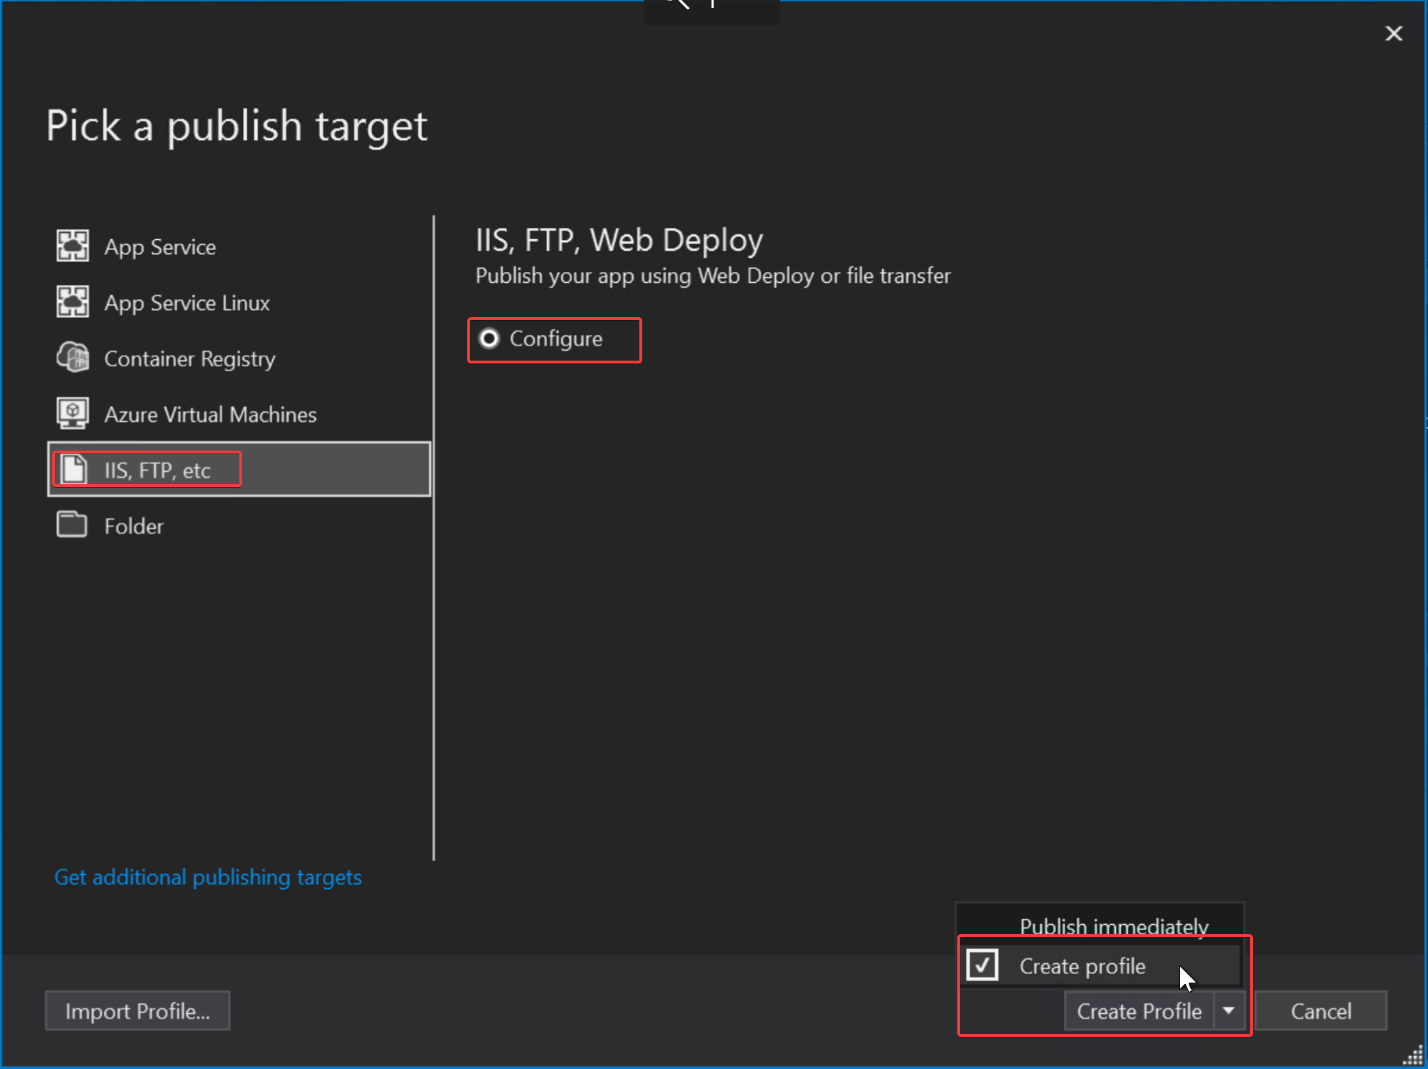 Pick a publish target
App Service
App Service Linux
Container Registry
Azure Virtual Machines
IIS, FTP, etc
Folder
Get additional publishing targets
IIS, FTP, Web Deploy
Publish your app using Web Deploy or file transfer
Configure
Publish immediately
Create profile
Import Profile...
Create Profile
Cancel